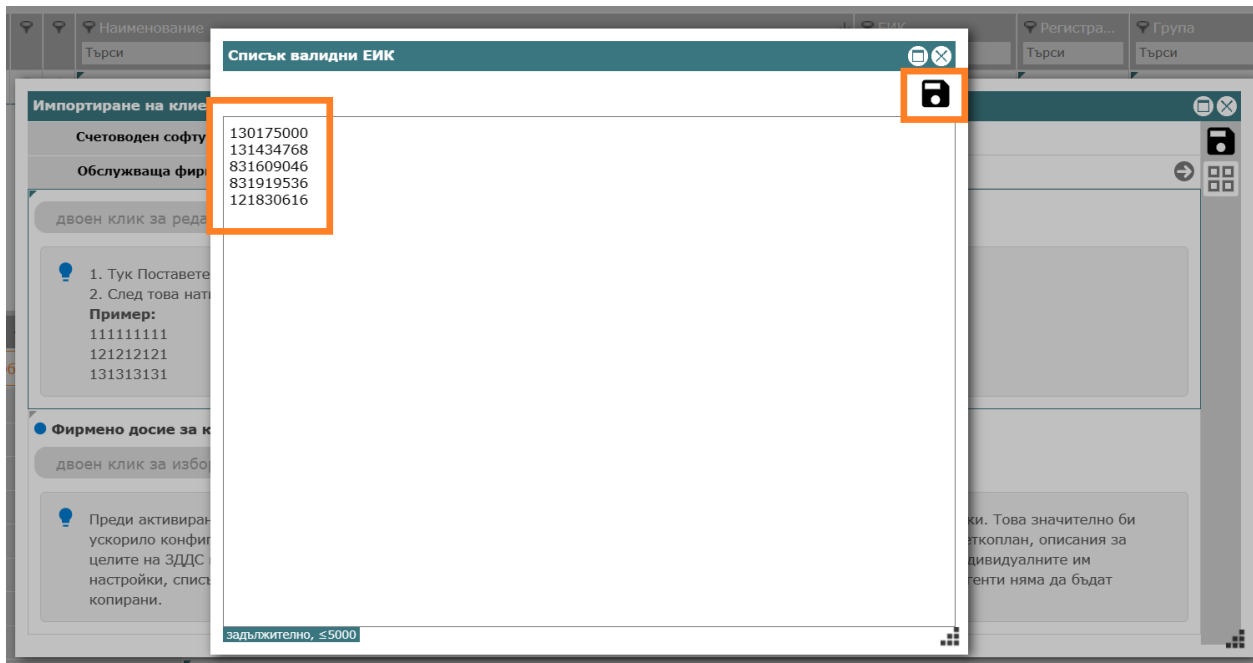 Наименование
ЕИК
Регистра...
Група
Търси
Търси
Търси
Списък валидни ЕИК
Импортиране на клие
Счетоводен софту
Обслужваща фир
130175000
131434768
831609046
831919536
121830616
двоен клик за реда
1. Тук Поставете
2. След това нат
Пример:
111111111
121212121
131313131
Фирмено досие за к
двоен клик за избо
Преди активиран
ки. Това значително би
ускорило конфиг
еткоплан, описания за
целите на ЗДДС
дивидуалните им
настройки, спис
генти няма да бъдат
копирани.
задължително, ≤5000